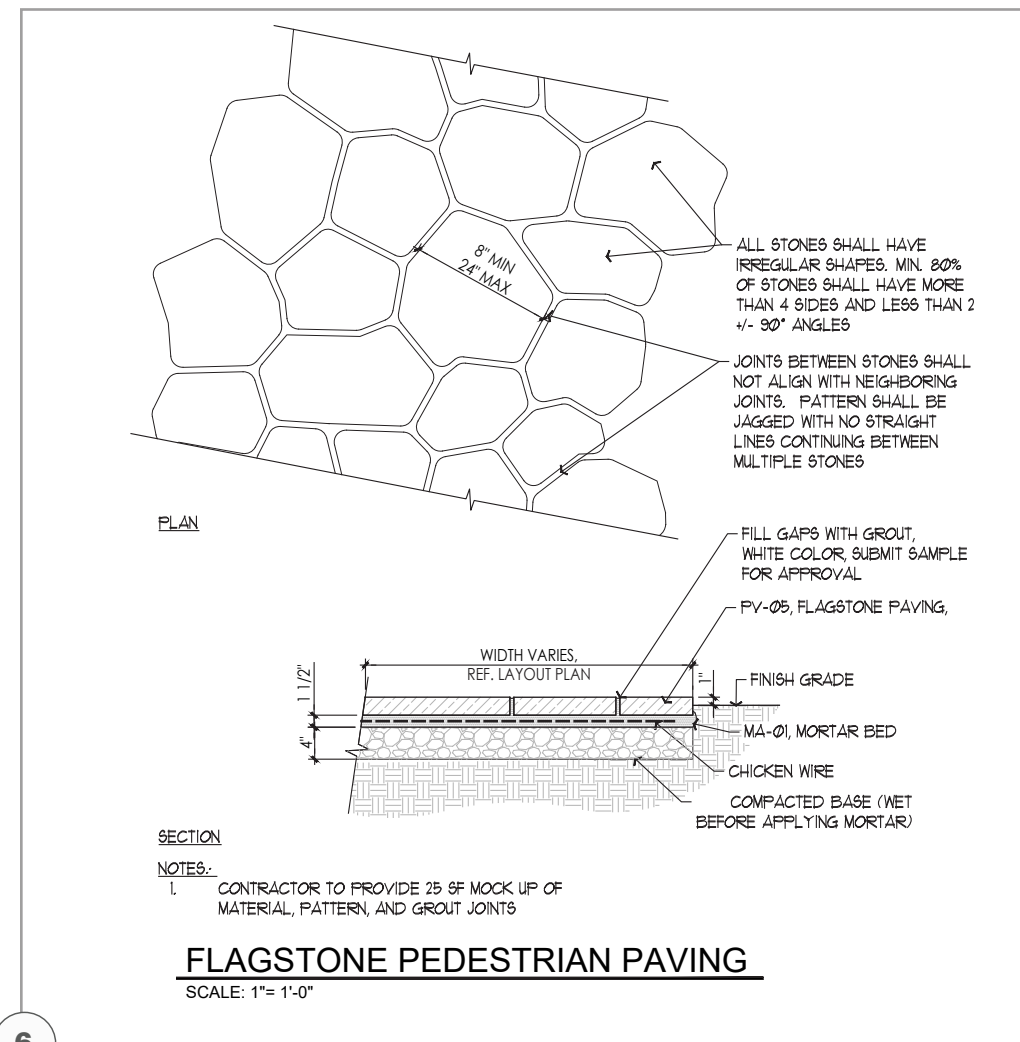 8" MIN
24" MAX
ALL STONES SHALL HAVE
IRREGULAR SHAPES. MIN. 80%
OF STONES SHALL HAVE MORE
THAN 4 SIDES AND LESS THAN 2
+/- 90° ANGLES
JOINTS BETWEEN STONES SHALL
NOT ALIGN WITH NEIGHBORING
JOINTS. PATTERN SHALL BE
JAGGED WITH NO STRAIGHT
LINES CONTINUING BETWEEN
MULTIPLE STONES
PLAN
FILL GAPS WITH GROUT,
WHITE COLOR, SUBMIT SAMPLE
FOR APPROVAL
PV-05, FLAGSTONE PAVING,
WIDTH VARIES,
REF. LAYOUT PLAN
1 1/2"
4"
1"
FINISH GRADE
MA-01, MORTAR BED
CHICKEN WIRE
COMPACTED BASE (WET
BEFORE APPLYING MORTAR)
SECTION
NOTES:
1. CONTRACTOR TO PROVIDE 25 SF MOCK UP OF
MATERIAL, PATTERN, AND GROUT JOINTS
FLAGSTONE PEDESTRIAN PAVING
SCALE: 1"= 1'-0"